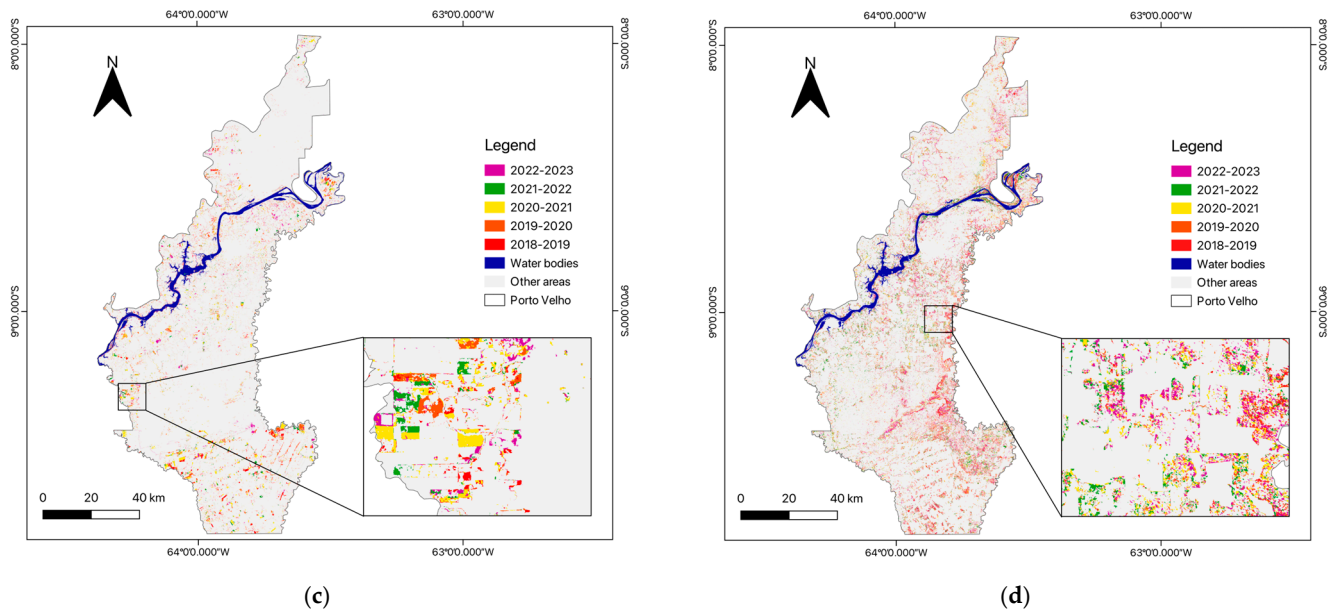 64°0'0.000"W 63°0'0.000"W
8°0'0.000"S
8°0'0.000"S
N
Legend
2022-2023
2021-2022
2020-2021
2019-2020
2018-2019
Water bodies
Other areas
Porto Velho
9°0'0.000"S
9°0'0.000"S
0 20 40 km
64°0'0.000"W 63°0'0.000"W
(c)
64°0'0.000"W 63°0'0.000"W
8°0'0.000"S
8°0'0.000"S
N
Legend
2022-2023
2021-2022
2020-2021
2019-2020
2018-2019
Water bodies
Other areas
Porto Velho
9°0'0.000"S
9°0'0.000"S
0 20 40 km
64°0'0.000"W 63°0'0.000"W
(d)